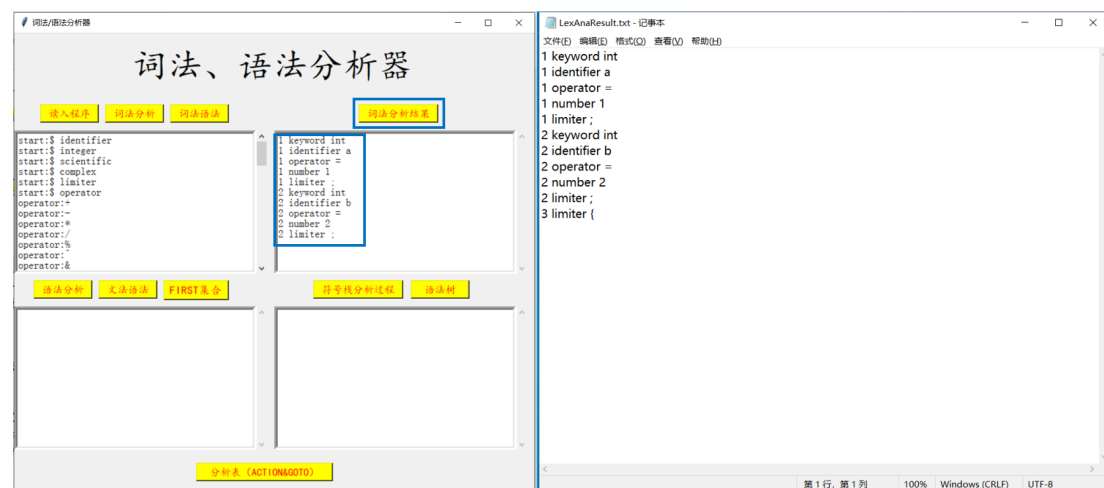 词法/语法分析器
词法、语法分析器
读入程序 词法分析 词法语法
词法分析结果
start:$ identifier
start:$ integer
start:$ scientific
start:$ complex
start:$ limiter
start:$ operator
operator:+
operator:-
operator:*
operator:/
operator:%
operator:^
operator:&
1 keyword int
1 identifier a
1 operator =
1 number 1
1 limiter ;
2 keyword int
2 identifier b
2 operator =
2 number 2
2 limiter ;
语法分析 文法语法 FIRST集合
符号栈分析过程 语法树
分析表（ACTION&GOTO）
LexAnaResult.txt - 记事本
文件(F) 编辑(E) 格式(O) 查看(V) 帮助(H)
1 keyword int
1 identifier a
1 operator =
1 number 1
1 limiter ;
2 keyword int
2 identifier b
2 operator =
2 number 2
2 limiter ;
3 limiter {
第 1 行，第 1 列 100% Windows (CRLF) UTF-8